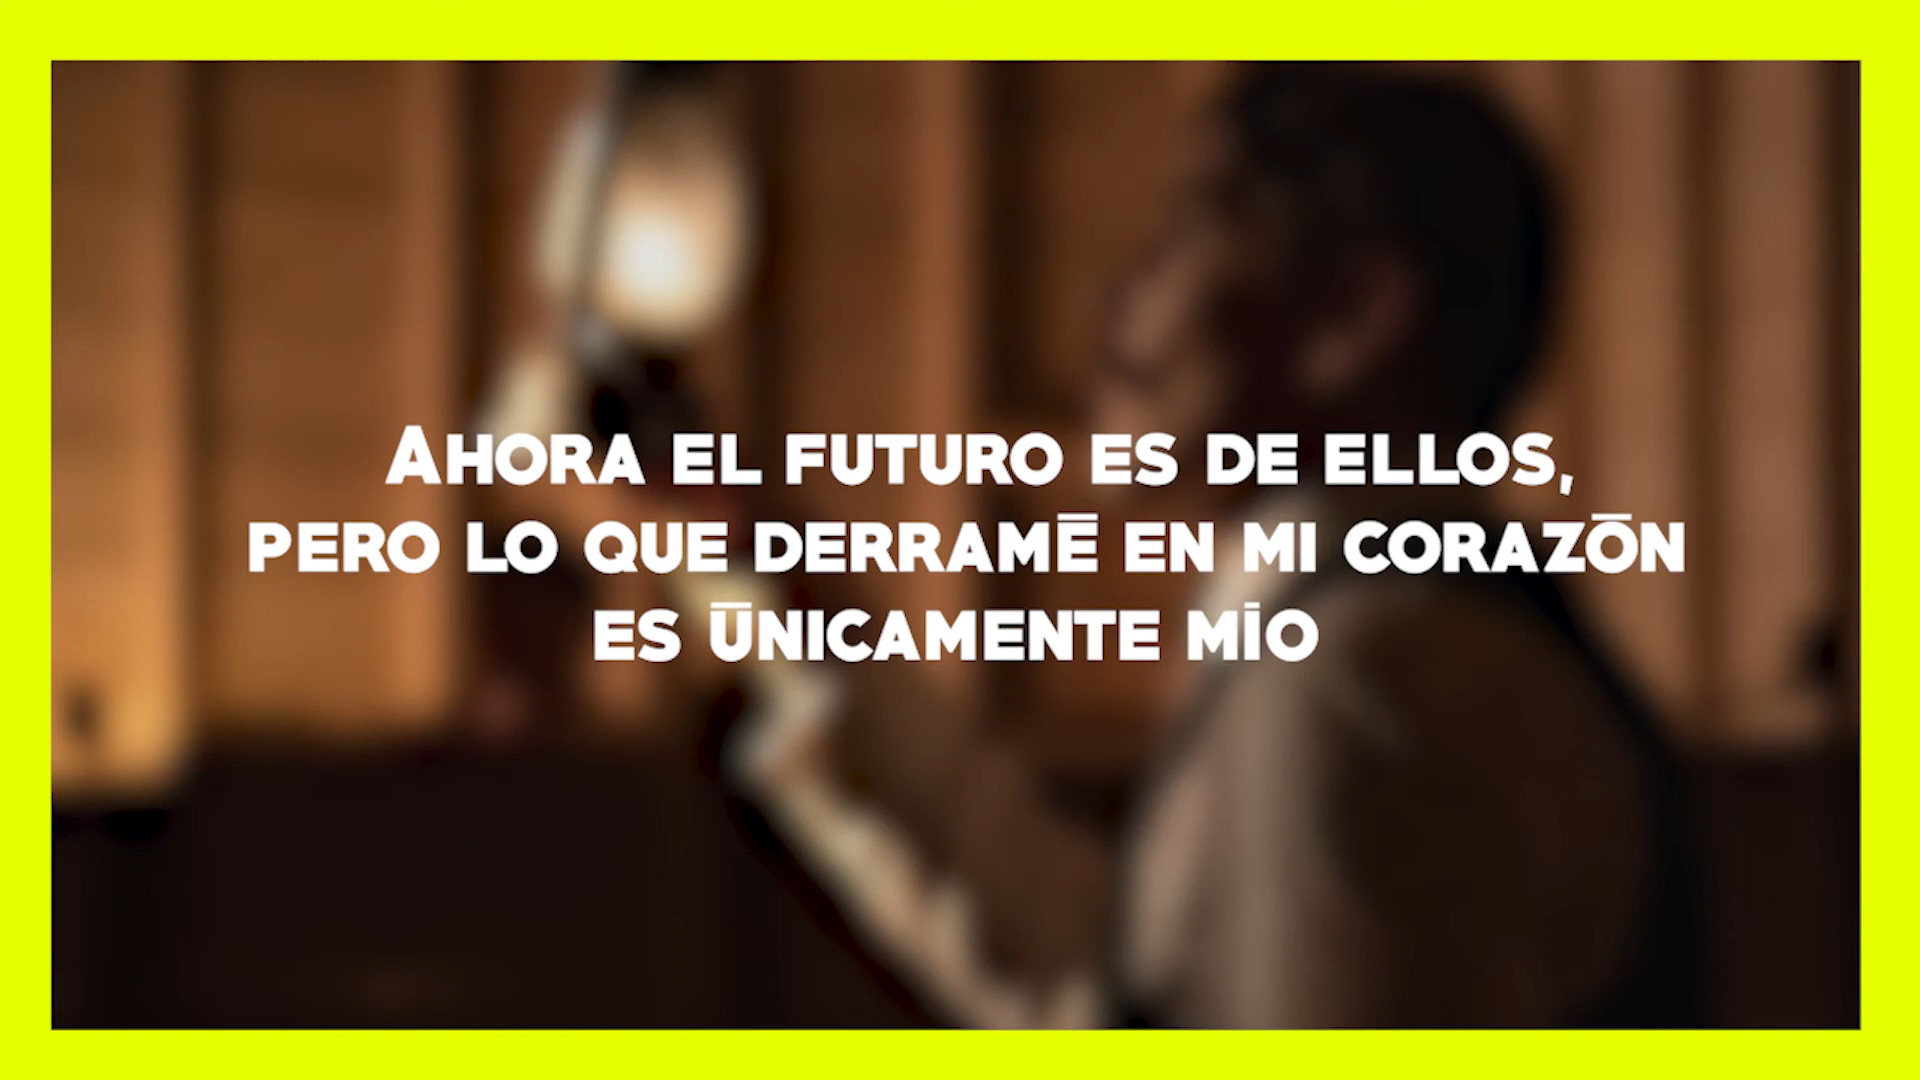 Ahora el futuro es de ellos,
pero lo que derramé en mi corazón
es únicamente mío